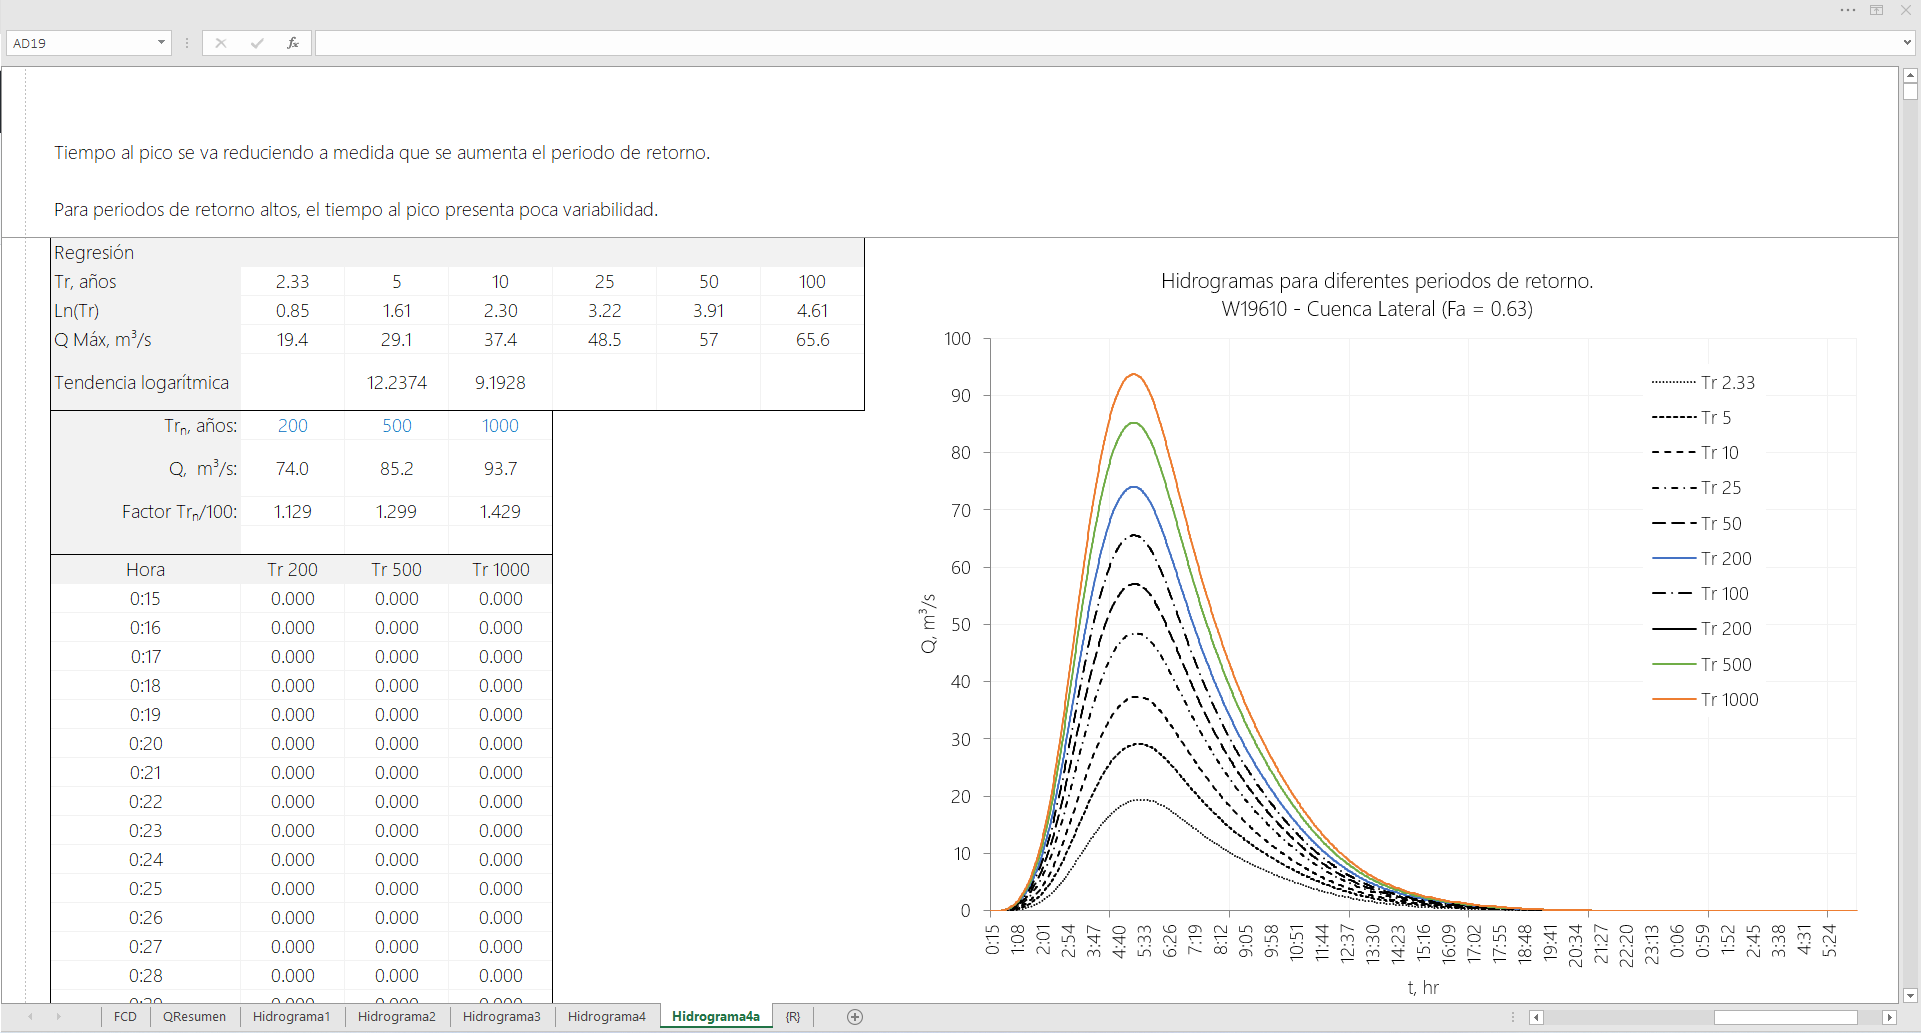 AD19
fx
Tiempo al pico se va reduciendo a medida que se aumenta el periodo de retorno.
Para periodos de retorno altos, el tiempo al pico presenta poca variabilidad.
Regresión
Tr, años 2.33 5 10 25 50 100
Ln(Tr) 0.85 1.61 2.30 3.22 3.91 4.61
Q Máx, m³/s 19.4 29.1 37.4 48.5 57 65.6
Tendencia logarítmica 12.2374 9.1928
Trn, años: 200 500 1000
Q, m³/s: 74.0 85.2 93.7
Factor Trn/100: 1.129 1.299 1.429
Hora Tr 200 Tr 500 Tr 1000
0:15 0.000 0.000 0.000
0:16 0.000 0.000 0.000
0:17 0.000 0.000 0.000
0:18 0.000 0.000 0.000
0:19 0.000 0.000 0.000
0:20 0.000 0.000 0.000
0:21 0.000 0.000 0.000
0:22 0.000 0.000 0.000
0:23 0.000 0.000 0.000
0:24 0.000 0.000 0.000
0:25 0.000 0.000 0.000
0:26 0.000 0.000 0.000
0:27 0.000 0.000 0.000
0:28 0.000 0.000 0.000
Hidrogramas para diferentes periodos de retorno.
W19610 - Cuenca Lateral (Fa = 0.63)
100
90
80
70
60
50
40
30
20
10
0
Q, m³/s
Tr 2.33
Tr 5
Tr 10
Tr 25
Tr 50
Tr 200
Tr 100
Tr 200
Tr 500
Tr 1000
0:15 1:08 2:01 2:54 3:47 4:40 5:33 6:26 7:19 8:12 9:05 9:58 10:51 11:44 12:37 13:30 14:23 15:16 16:09 17:02 17:55 18:48 19:41 20:34 21:27 22:20 23:13 0:06 0:59 1:52 2:45 3:38 4:31 5:24
t, hr
FCD QResumen Hidrograma1 Hidrograma2 Hidrograma3 Hidrograma4 Hidrograma4a {R}